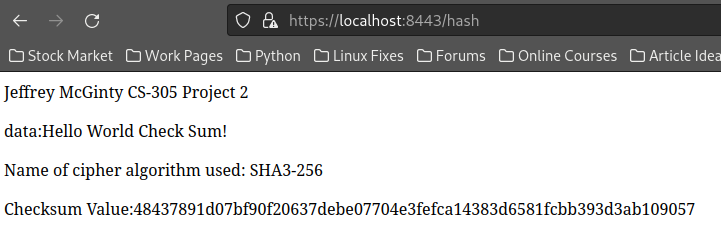 https://localhost:8443/hash
Stock Market Work Pages Python Linux Fixes Forums Online Courses Article Idea
Jeffrey McGinty CS-305 Project 2
data:Hello World Check Sum!
Name of cipher algorithm used: SHA3-256
Checksum Value:48437891d07bf90f20637debe07704e3fefca14383d6581fcbb393d3ab109057